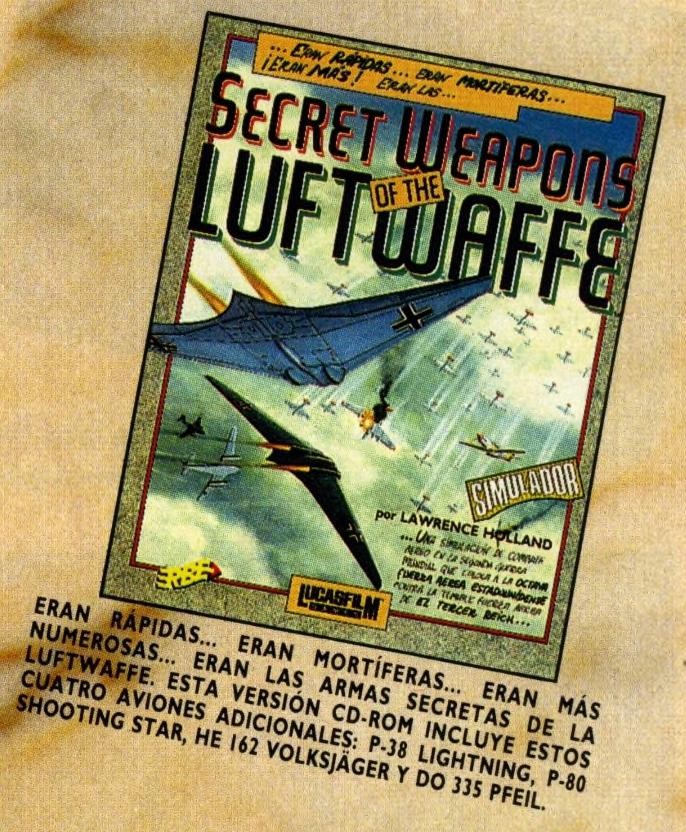 ... ERAN RÁPIDAS... ERAN MORTÍFERAS...
¡ERAN MÁS! ERAN LAS...
SECRET WEAPONS
OF THE
LUFTWAFFE
SIMULADOR
por LAWRENCE HOLLAND
... UNA SIMULACIÓN DE COMBATE
AÉREO EN LA SEGUNDA GUERRA
MUNDIAL QUE COLOCA A LA OCTAVA
FUERZA AEREA ESTADOUNIDENSE
CONTRA LA TEMIBLE FUERZA AEREA
DE EL TERCER REICH...
LUCASFILM
ERAN RÁPIDAS... ERAN MORTÍFERAS... ERAN MÁS
NUMEROSAS... ERAN LAS ARMAS SECRETAS DE LA
LUFTWAFFE. ESTA VERSIÓN CD-ROM INCLUYE ESTOS
CUATRO AVIONES ADICIONALES: P-38 LIGHTNING, P-80
SHOOTING STAR, HE 162 VOLKSJÄGER Y DO 335 PFEIL.